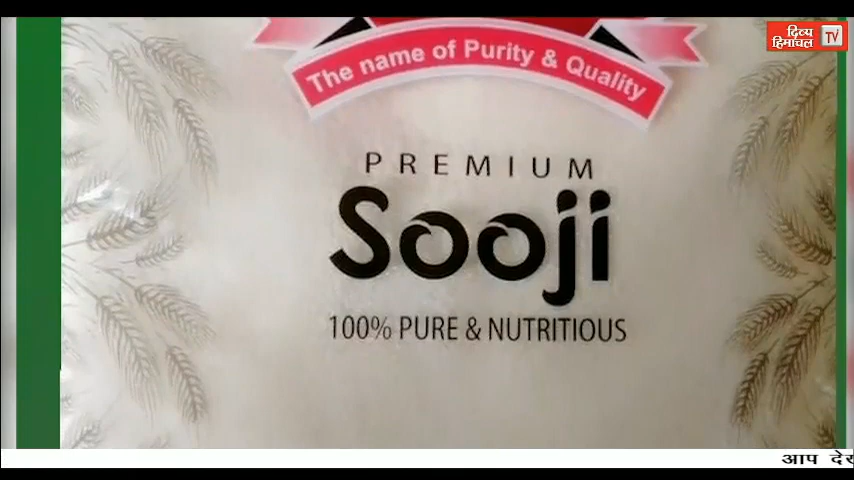 दिव्य
हिमाचल TV
The name of Purity & Quality
PREMIUM
Sooji
100% PURE & NUTRITIOUS
आप